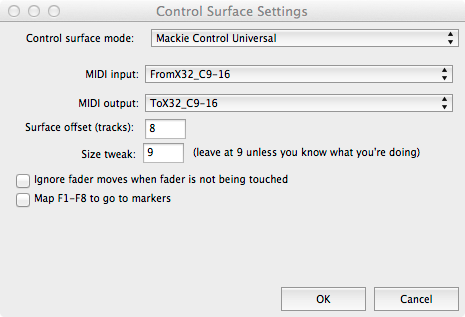 Control Surface Settings
Control surface mode: Mackie Control Universal
MIDI input: FromX32_C9-16
MIDI output: ToX32_C9-16
Surface offset (tracks): 8
Size tweak: 9 (leave at 9 unless you know what you're doing)
Ignore fader moves when fader is not being touched
Map F1-F8 to go to markers
OK Cancel